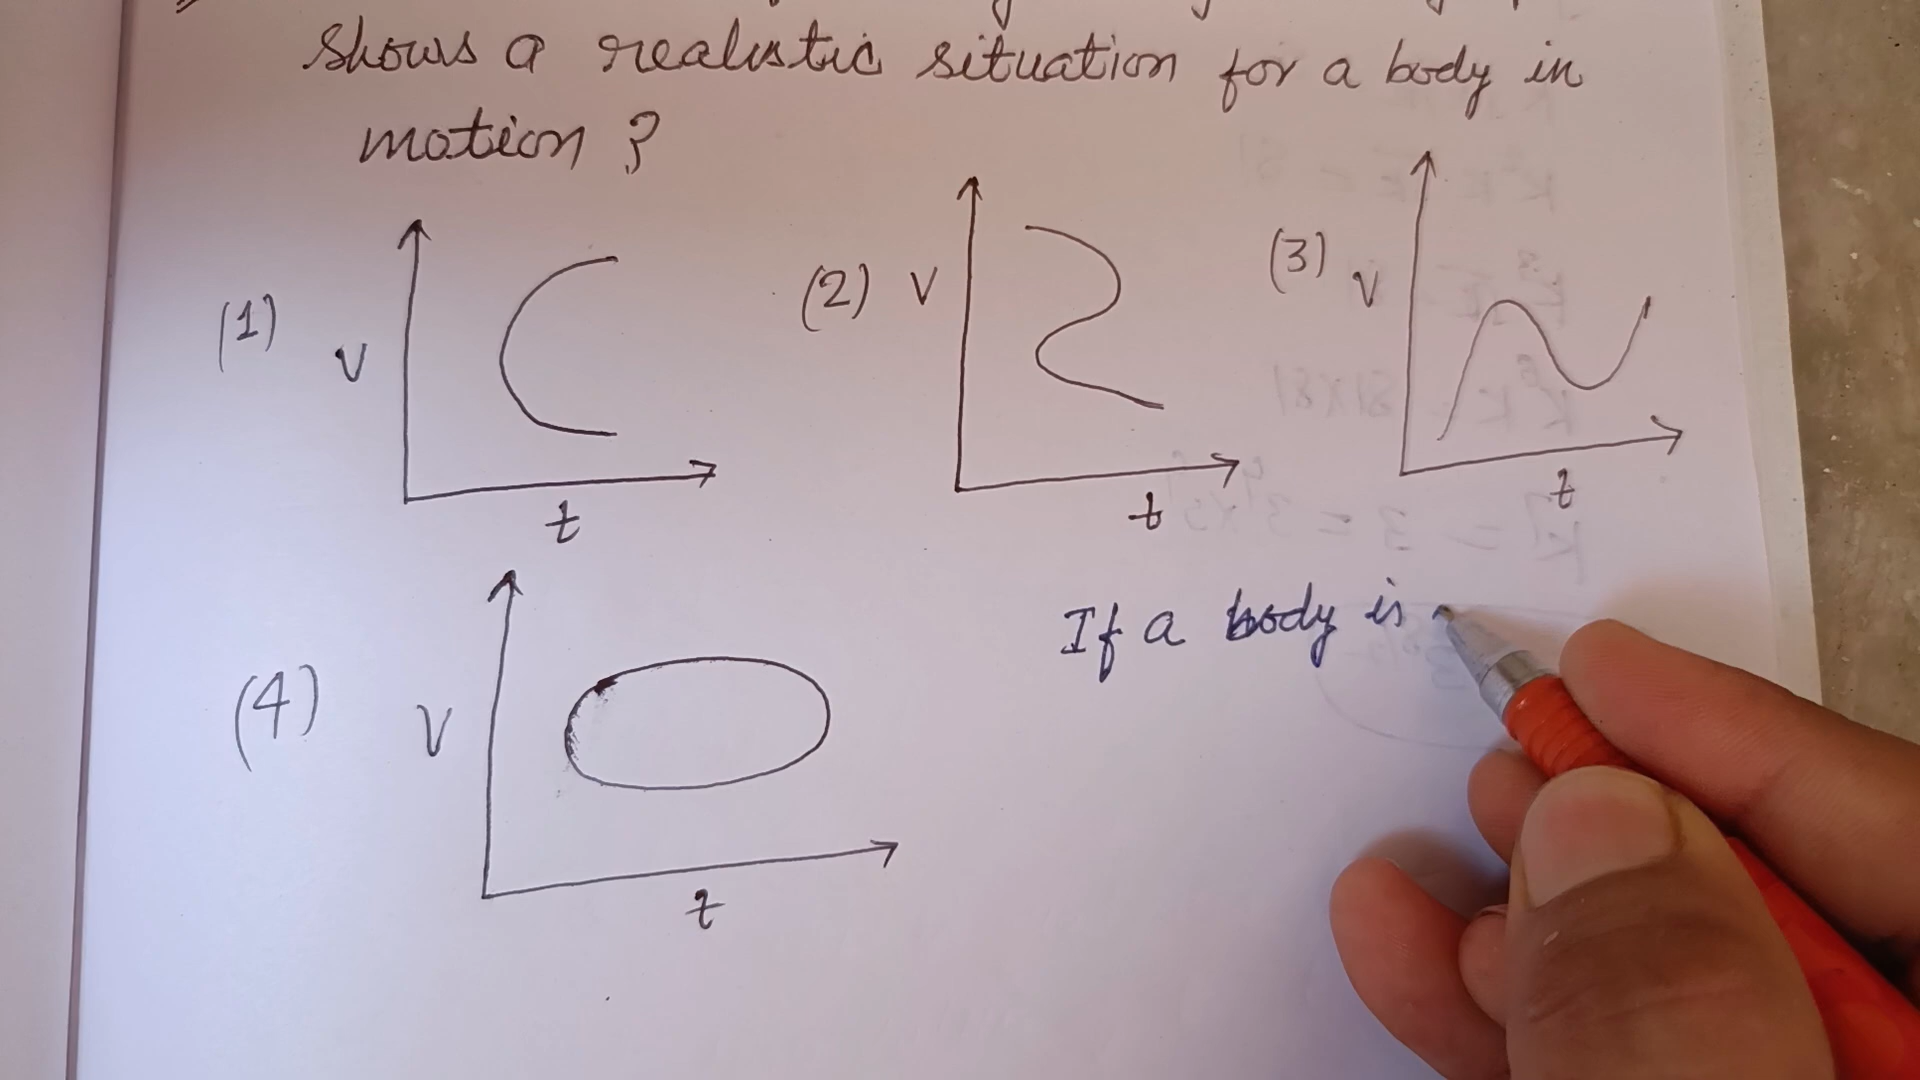 shows a realistic situation for a body in
motion ?
(1)
V
t
(2) V
t
(3) V
t
(4) V
t
If a body is